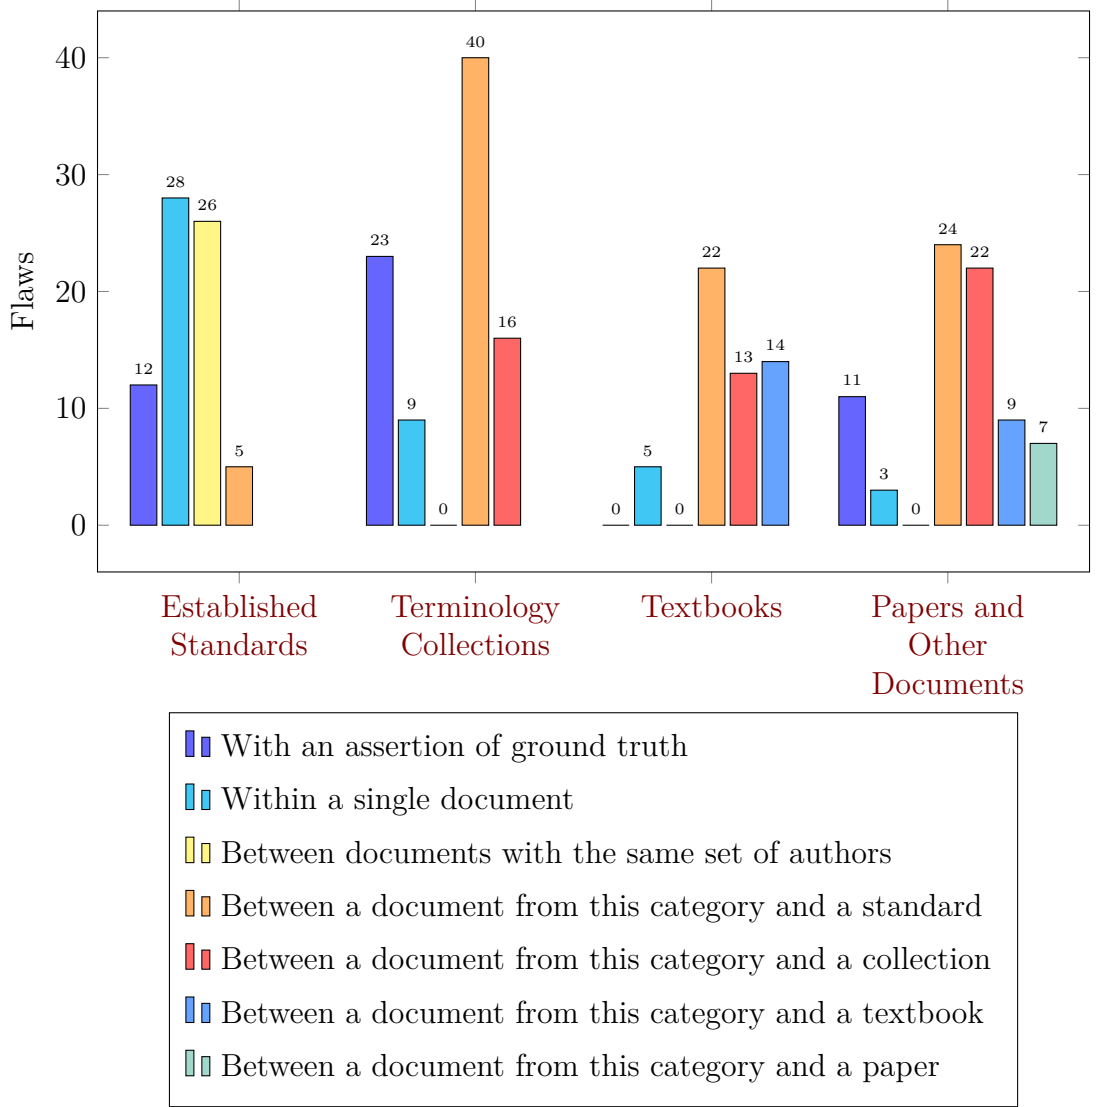 40
30
20
10
0
Flaws
12
28
26
5
23
9
0
40
16
0
5
0
22
13
14
11
3
0
24
22
9
7
Established
Standards
Terminology
Collections
Textbooks
Papers and
Other
Documents
With an assertion of ground truth
Within a single document
Between documents with the same set of authors
Between a document from this category and a standard
Between a document from this category and a collection
Between a document from this category and a textbook
Between a document from this category and a paper